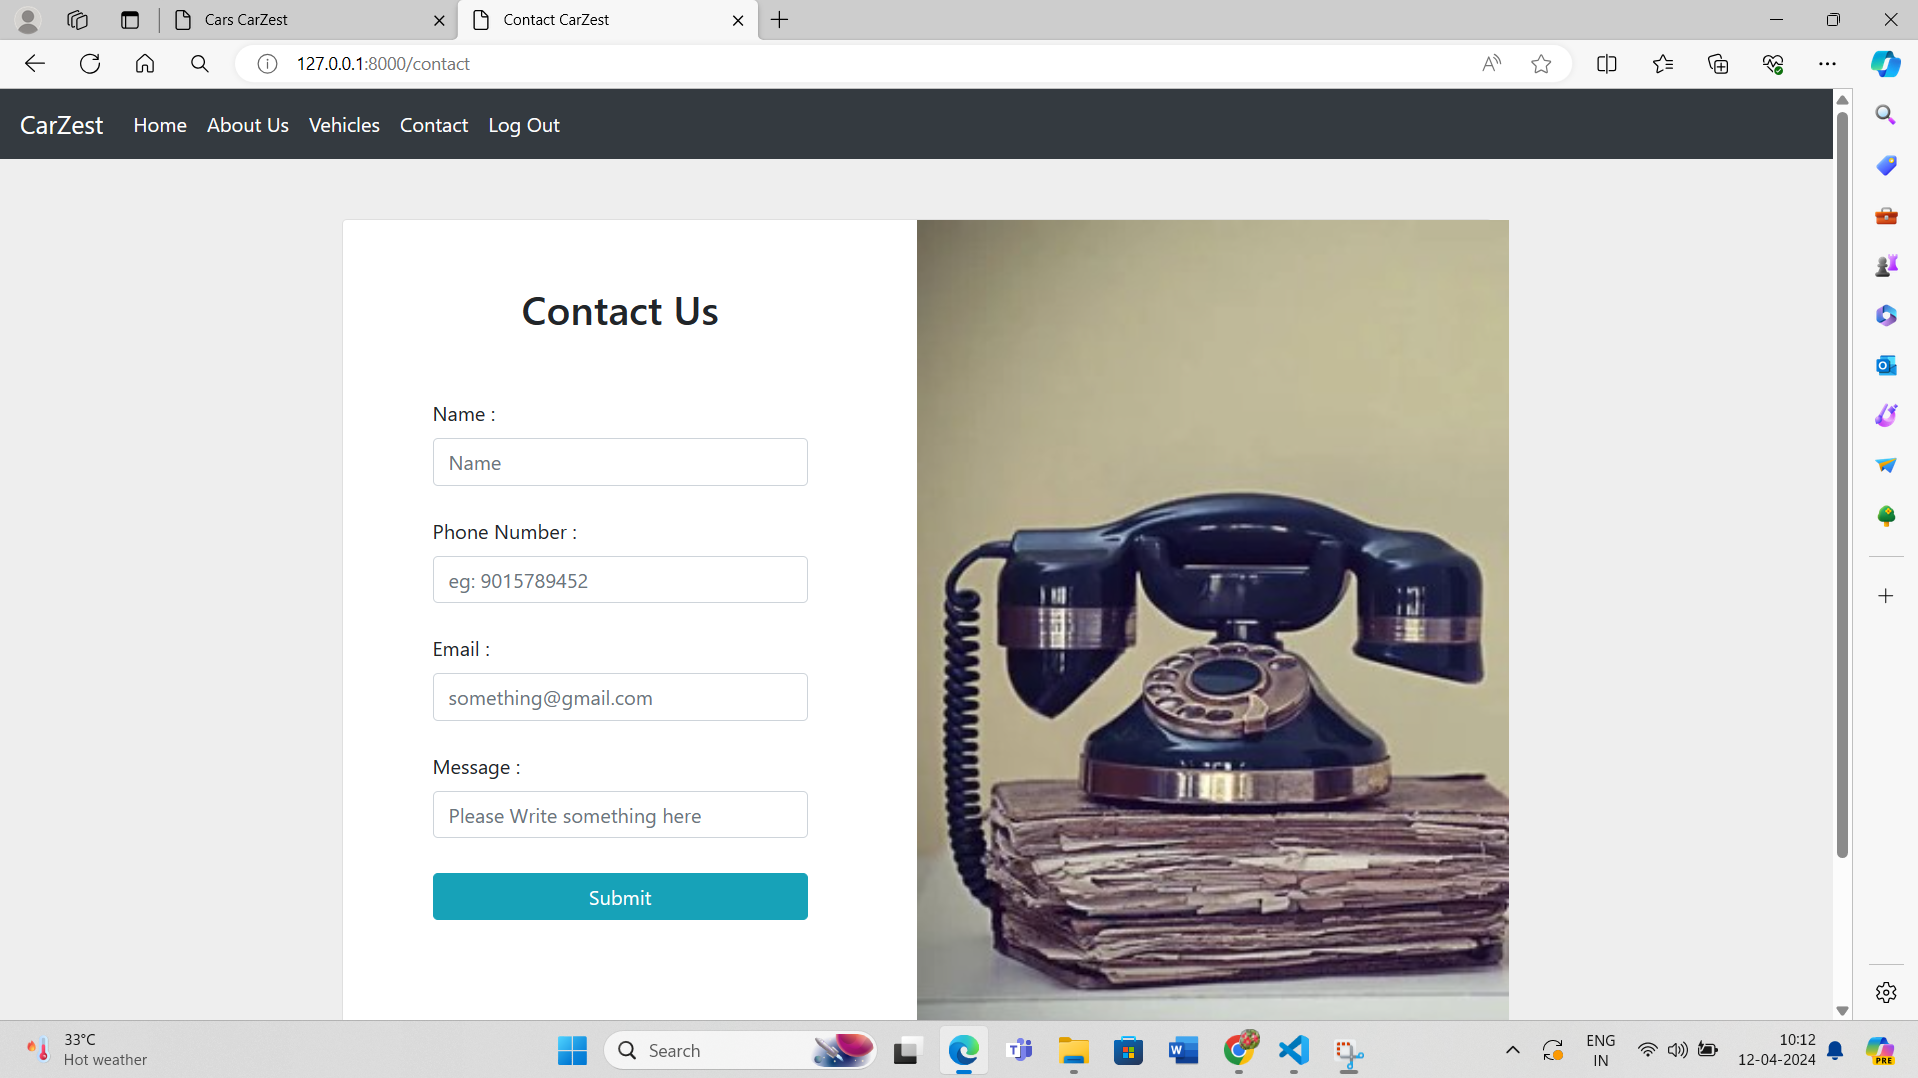 Cars CarZest
Contact CarZest
127.0.0.1:8000/contact
CarZest Home About Us Vehicles Contact Log Out
Contact Us
Name :
Name
Phone Number :
eg: 9015789452
Email :
something@gmail.com
Message :
Please Write something here
Submit
33°C
Hot weather
Search
ENG
IN
10:12
12-04-2024
PRE